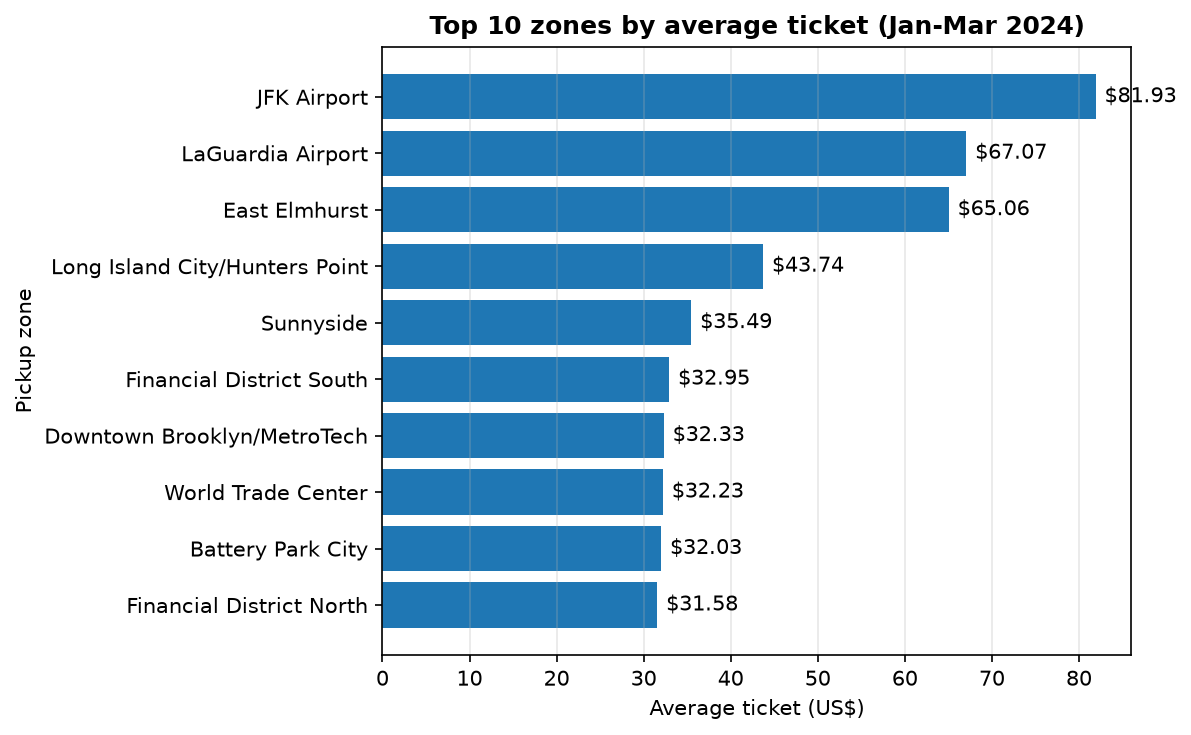 Top 10 zones by average ticket (Jan-Mar 2024)
Pickup zone
JFK Airport $81.93
LaGuardia Airport $67.07
East Elmhurst $65.06
Long Island City/Hunters Point $43.74
Sunnyside $35.49
Financial District South $32.95
Downtown Brooklyn/MetroTech $32.33
World Trade Center $32.23
Battery Park City $32.03
Financial District North $31.58
0 10 20 30 40 50 60 70 80
Average ticket (US$)